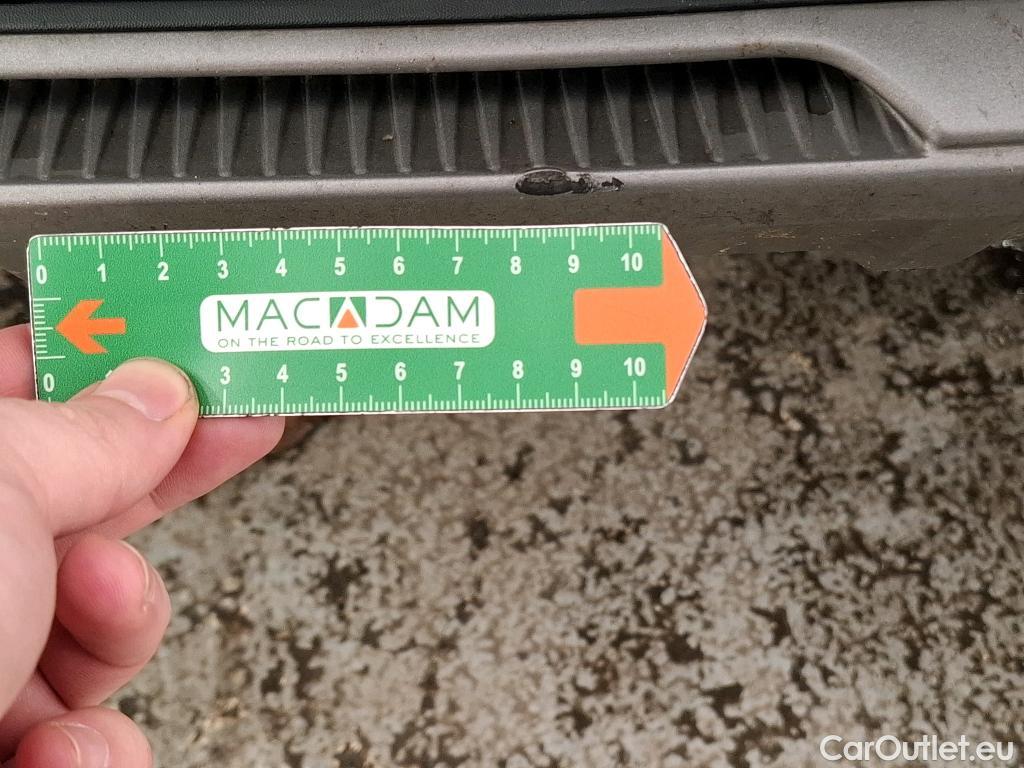 0 1 2 3 4 5 6 7 8 9 10
MACADAM
ON THE ROAD TO EXCELLENCE
0 3 4 5 6 7 8 9 10
CarOutlet.eu